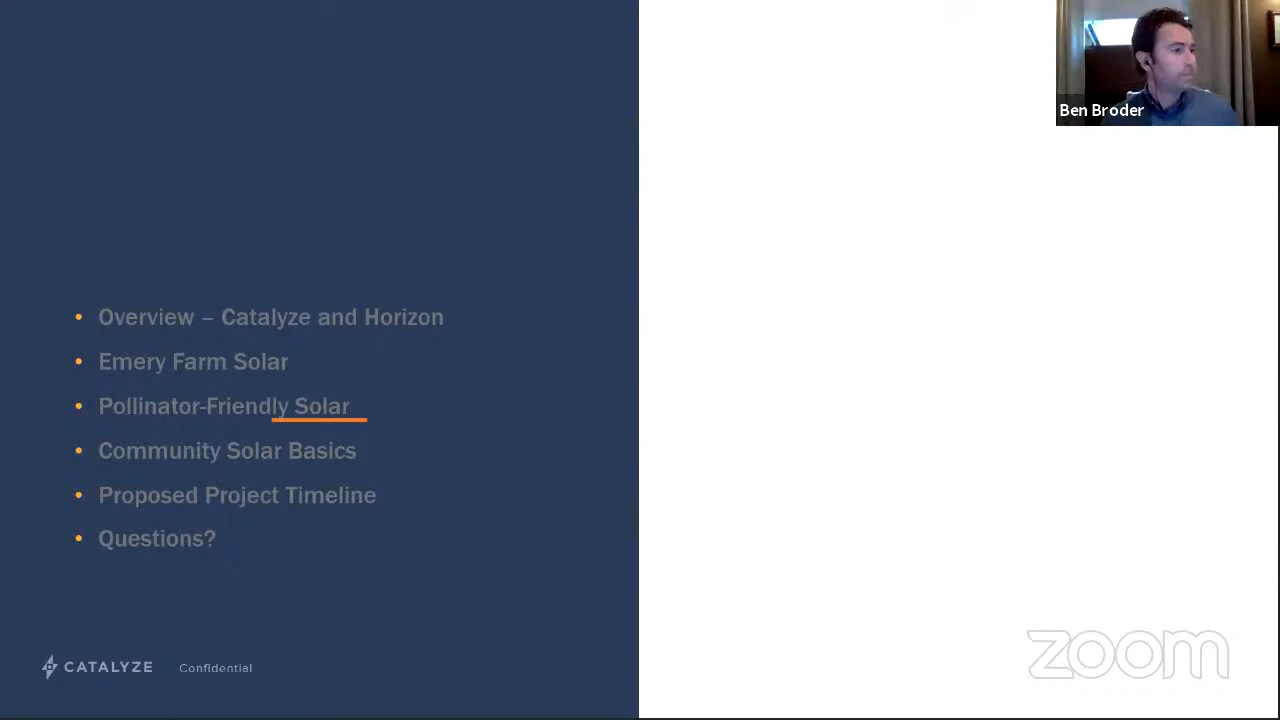 Ben Broder
• Overview – Catalyze and Horizon
• Emery Farm Solar
• Pollinator-Friendly Solar
• Community Solar Basics
• Proposed Project Timeline
• Questions?
CATALYZE Confidential
zoom